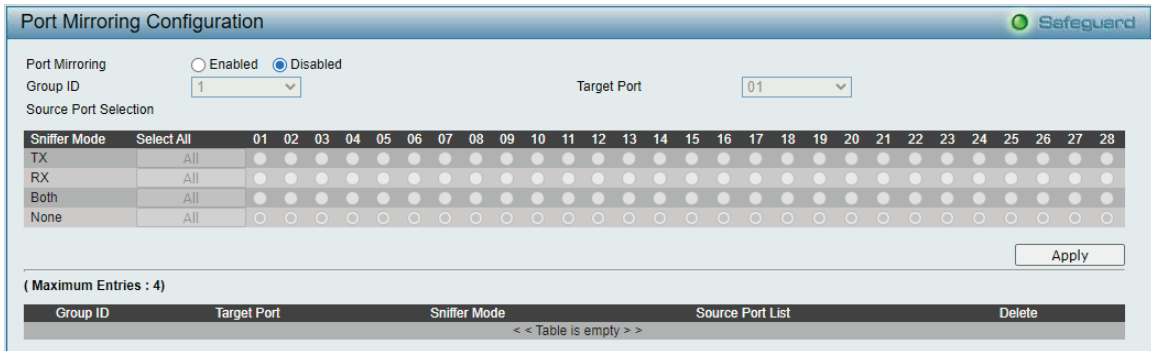 Port Mirroring Configuration Safeguard
Port Mirroring Enabled Disabled
Group ID 1 Target Port 01
Source Port Selection
Sniffer Mode Select All 01 02 03 04 05 06 07 08 09 10 11 12 13 14 15 16 17 18 19 20 21 22 23 24 25 26 27 28
TX All
RX All
Both All
None All
Apply
( Maximum Entries : 4)
Group ID Target Port Sniffer Mode Source Port List Delete
< < Table is empty > >